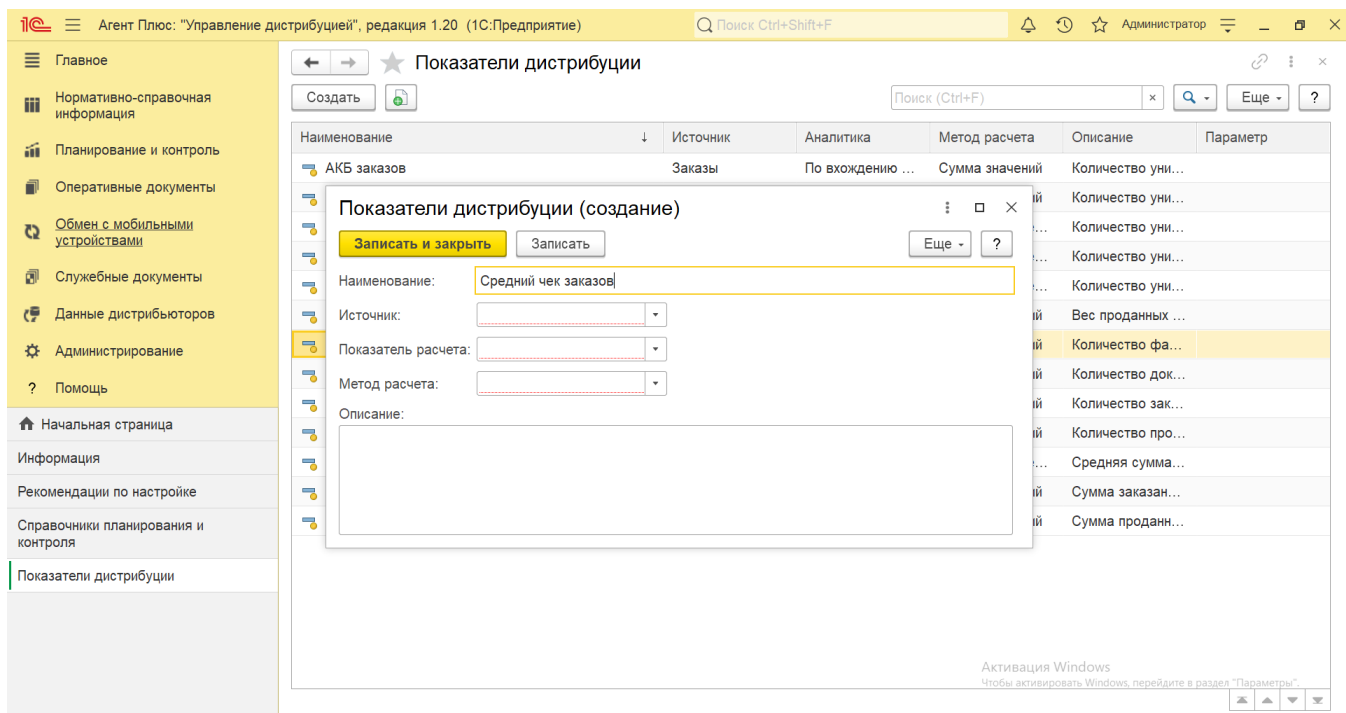 Агент Плюс: "Управление дистрибуцией", редакция 1.20 (1С:Предприятие)
Поиск Ctrl+Shift+F
Администратор
Главное
Нормативно-справочная
информация
Планирование и контроль
Оперативные документы
Обмен с мобильными
устройствами
Служебные документы
Данные дистрибьюторов
Администрирование
? Помощь
Начальная страница
Информация
Рекомендации по настройке
Справочники планирования и
контроля
Показатели дистрибуции
Показатели дистрибуции
Создать
Поиск (Ctrl+F)
Еще
?
Наименование ↓ Источник Аналитика Метод расчета Описание Параметр
АКБ заказов Заказы По вхождению ... Сумма значений Количество уни...
Количество уни...
Количество уни...
Количество уни...
Количество уни...
Вес проданных ...
Количество фа...
Количество док...
Количество зак...
Количество про...
Средняя сумма...
Сумма заказан...
Сумма проданн...
Показатели дистрибуции (создание)
Записать и закрыть
Записать
Еще
?
Наименование: Средний чек заказов
Источник:
Показатель расчета:
Метод расчета:
Описание:
Активация Windows
Чтобы активировать Windows, перейдите в раздел "Параметры".